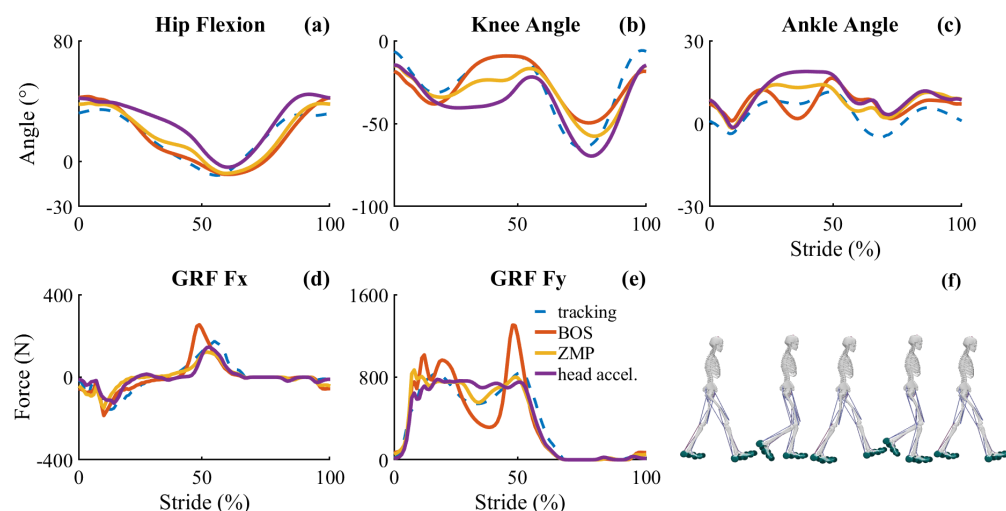 Hip Flexion (a)
Angle (°)
80
0
-30
0
50
100
Knee Angle (b)
0
-50
-100
0
50
100
Ankle Angle (c)
30
0
-30
0
50
100
Stride (%)
GRF Fx (d)
Force (N)
400
0
-400
0
50
100
Stride (%)
GRF Fy (e)
1600
800
0
0
50
100
Stride (%)
tracking
BOS
ZMP
head accel.
(f)